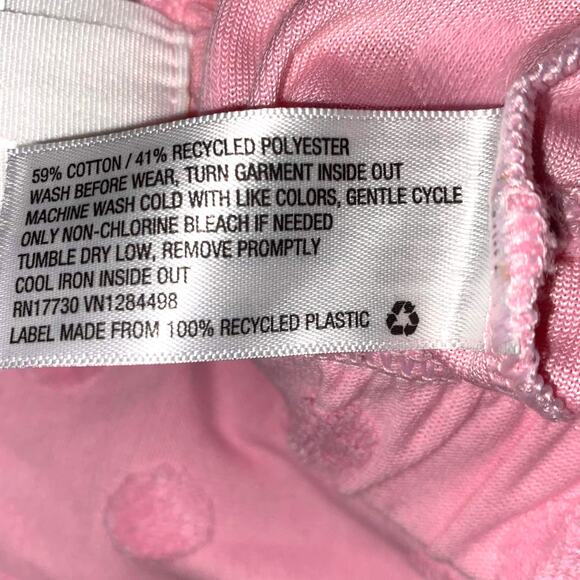 59% COTTON / 41% RECYCLED POLYESTER
WASH BEFORE WEAR, TURN GARMENT INSIDE OUT
MACHINE WASH COLD WITH LIKE COLORS, GENTLE CYCLE
ONLY NON-CHLORINE BLEACH IF NEEDED
TUMBLE DRY LOW, REMOVE PROMPTLY
COOL IRON INSIDE OUT
RN17730 VN1284498
LABEL MADE FROM 100% RECYCLED PLASTIC